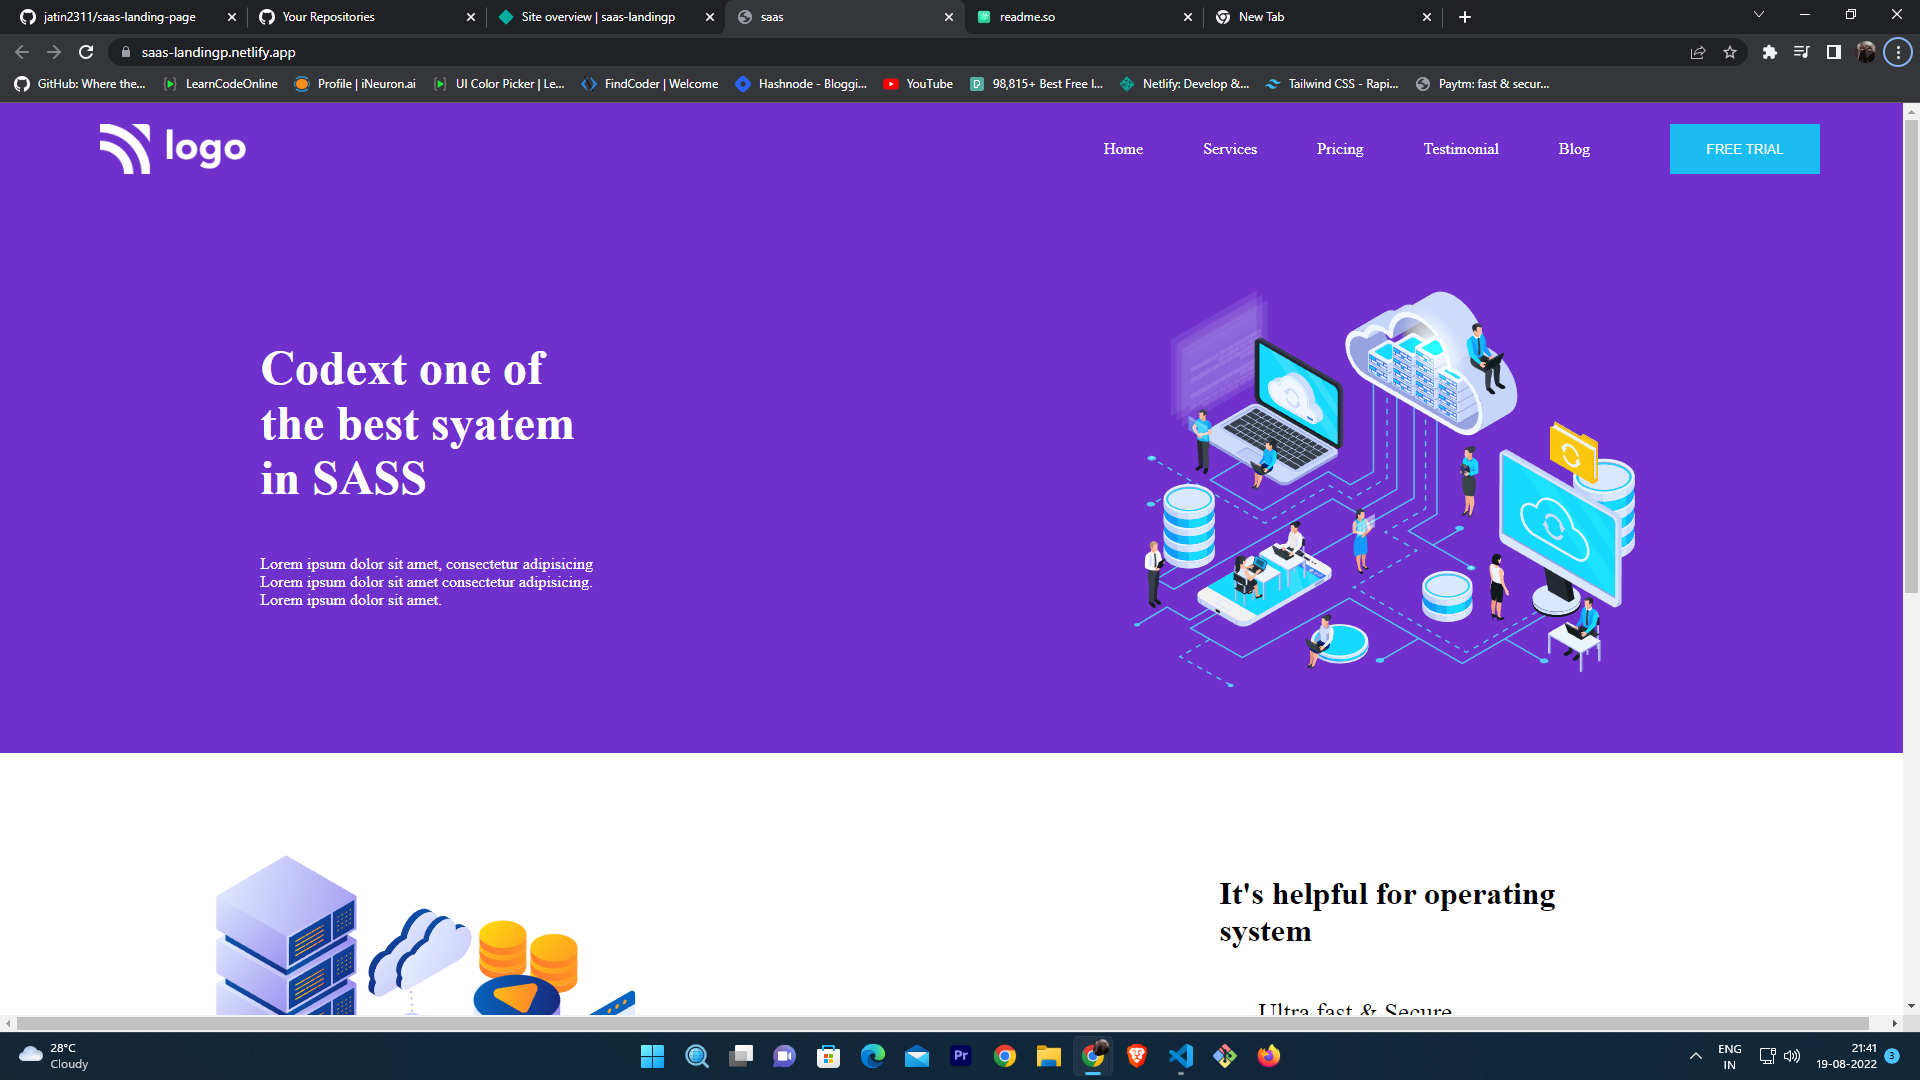 jatin2311/saas-landing-page
Your Repositories
Site overview | saas-landingp
saas
readme.so
New Tab
saas-landingp.netlify.app
GitHub: Where the...
LearnCodeOnline
Profile | iNeuron.ai
UI Color Picker | Le...
FindCoder | Welcome
Hashnode - Bloggi...
YouTube
98,815+ Best Free I...
Netlify: Develop &...
Tailwind CSS - Rapi...
Paytm: fast & secur...
logo
Home
Services
Pricing
Testimonial
Blog
FREE TRIAL
Codext one of
the best syatem
in SASS
Lorem ipsum dolor sit amet, consectetur adipisicing
Lorem ipsum dolor sit amet consectetur adipisicing.
Lorem ipsum dolor sit amet.
It's helpful for operating
system
Ultra fast & Secure
28°C
Cloudy
Pr
ENG
IN
21:41
19-08-2022
3